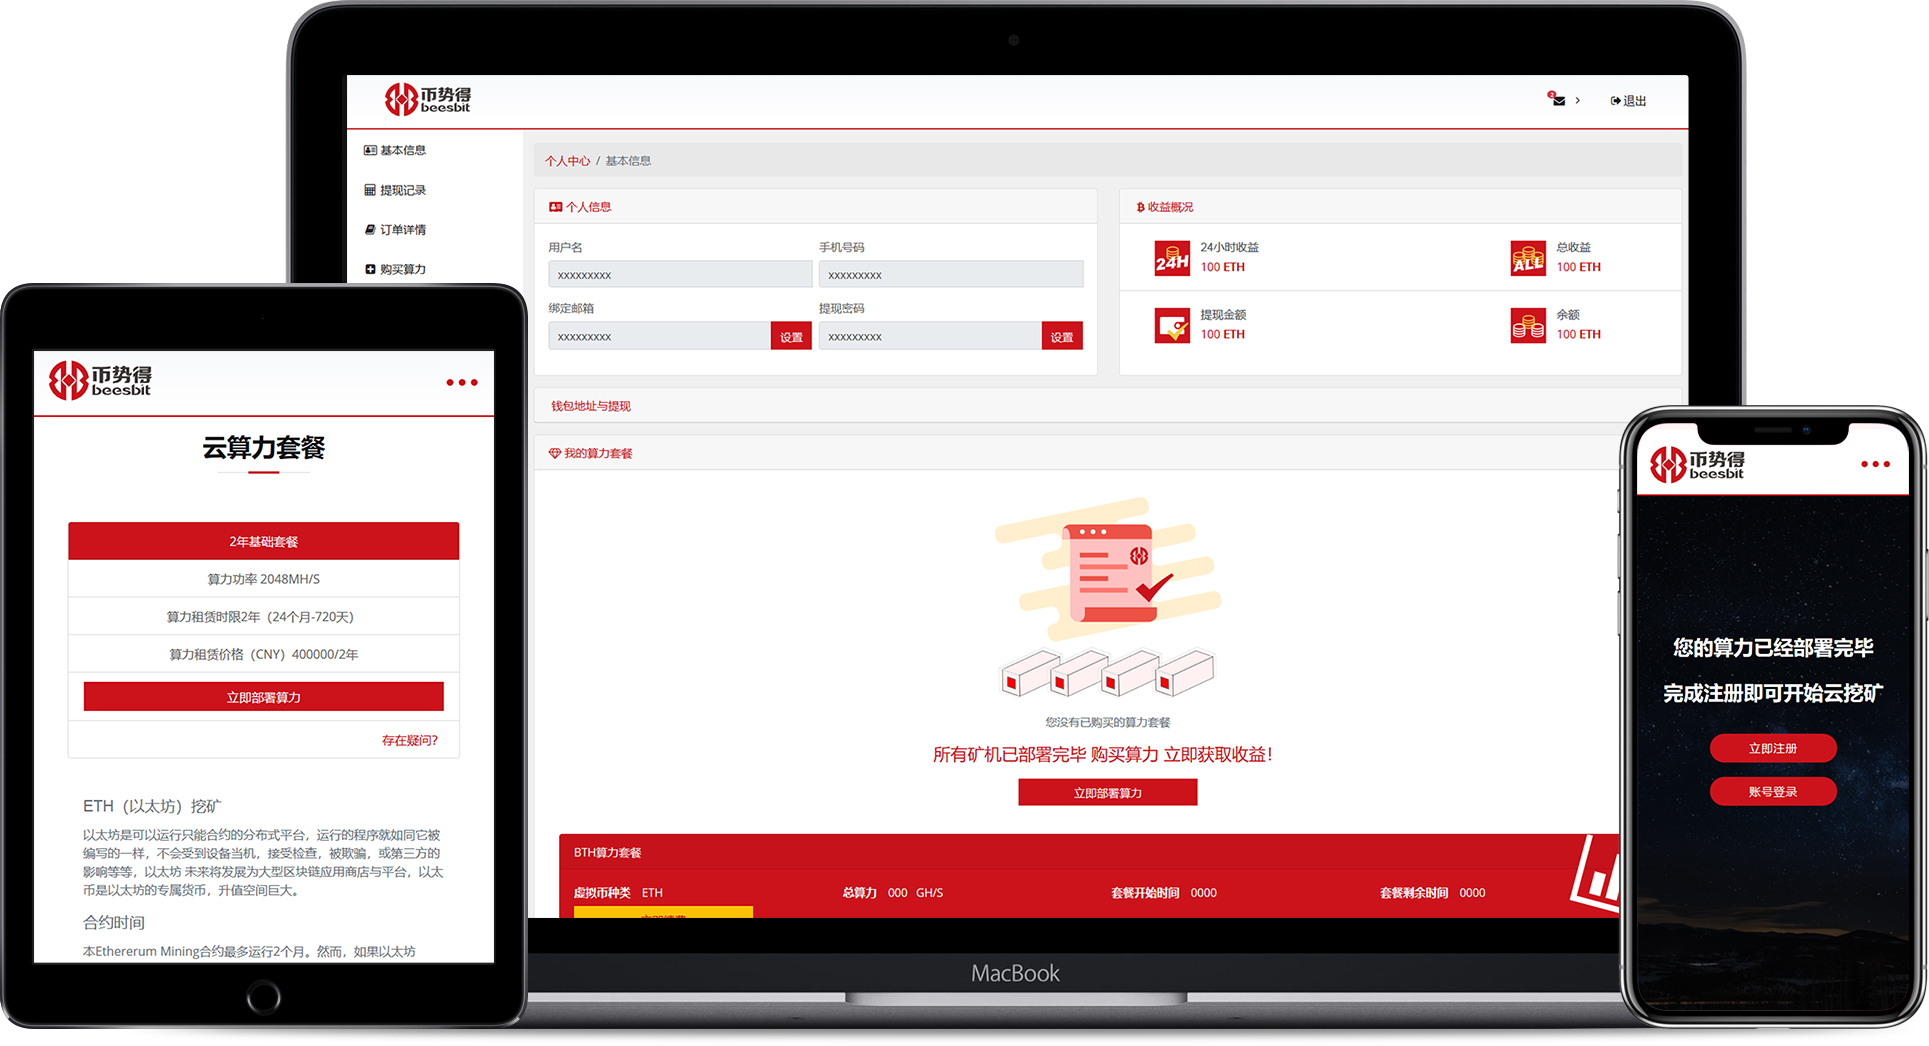 币势得
beesbit
2
退出
基本信息
提现记录
订单详情
购买算力
个人中心 / 基本信息
个人信息
用户名
手机号码
xxxxxxxxx
xxxxxxxxx
绑定邮箱
提现密码
xxxxxxxxx
设置
xxxxxxxxx
设置
收益概况
24H
24小时收益
100 ETH
ALL
总收益
100 ETH
提现金额
100 ETH
余额
100 ETH
钱包地址与提现
我的算力套餐
您没有已购买的算力套餐
所有矿机已部署完毕 购买算力 立即获取收益!
立即部署算力
BTH算力套餐
虚拟币种类 ETH
总算力 000 GH/S
套餐开始时间 0000
套餐剩余时间 0000
MacBook
币势得
beesbit
云算力套餐
2年基础套餐
算力功率 2048MH/S
算力租赁时限2年（24个月-720天）
算力租赁价格（CNY）400000/2年
立即部署算力
存在疑问?
ETH（以太坊）挖矿
以太坊是可以运行只能合约的分布式平台，运行的程序就如同它被
编写的一样，不会受到设备当机，接受检查，被欺骗，或第三方的
影响等等，以太坊 未来将发展为大型区块链应用商店与平台，以太
币是以太坊的专属货币，升值空间巨大。
合约时间
本Ethererum Mining合约最多运行2个月。然而，如果以太坊
币势得
beesbit
您的算力已经部署完毕
完成注册即可开始云挖矿
立即注册
账号登录